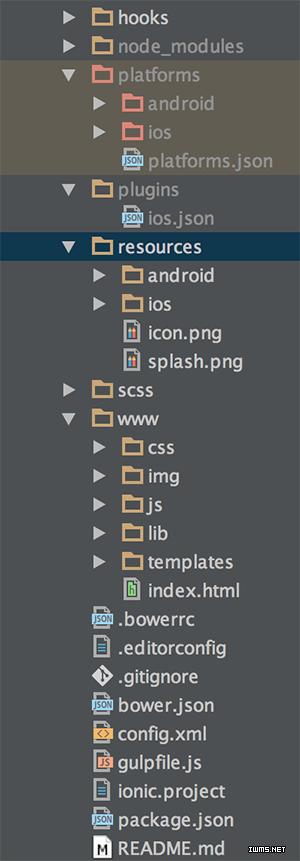 hooks
node_modules
platforms
android
ios
platforms.json
plugins
ios.json
resources
android
ios
icon.png
splash.png
scss
www
css
img
js
lib
templates
index.html
.bowerrc
.editorconfig
.gitignore
bower.json
config.xml
gulpfile.js
ionic.project
package.json
README.md
IWMS.NET